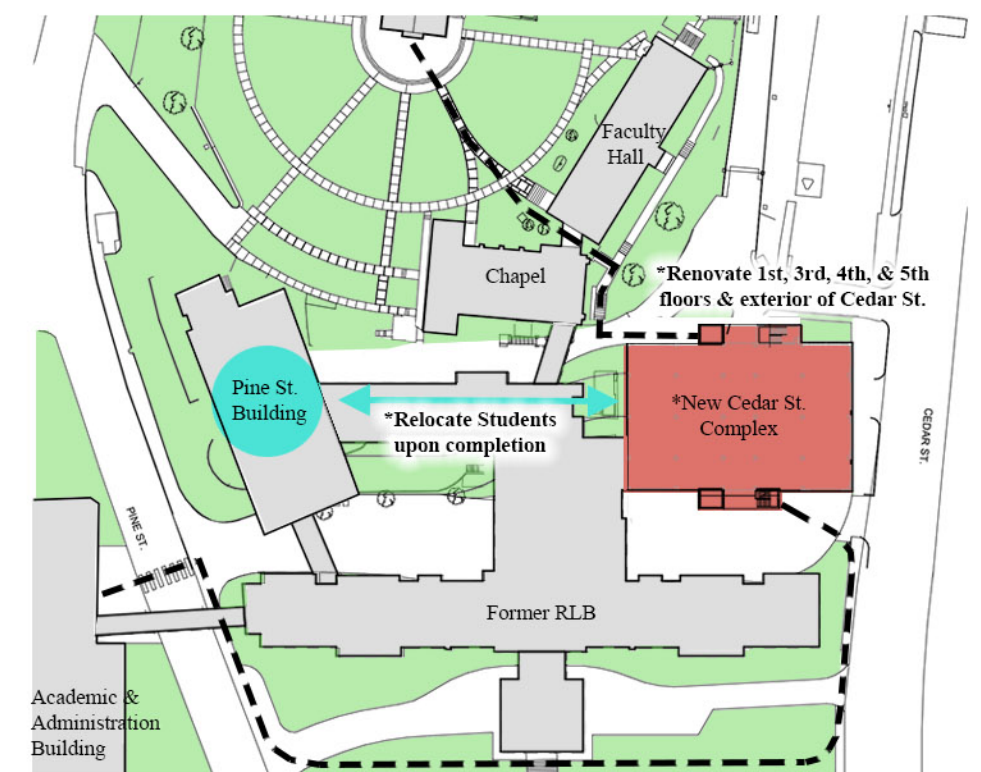 Faculty
Hall
Chapel
*Renovate 1st, 3rd, 4th, & 5th
floors & exterior of Cedar St.
Pine St.
Building
*Relocate Students
upon completion
*New Cedar St.
Complex
CEDAR ST.
PINE ST.
Former RLB
Academic &
Administration
Building